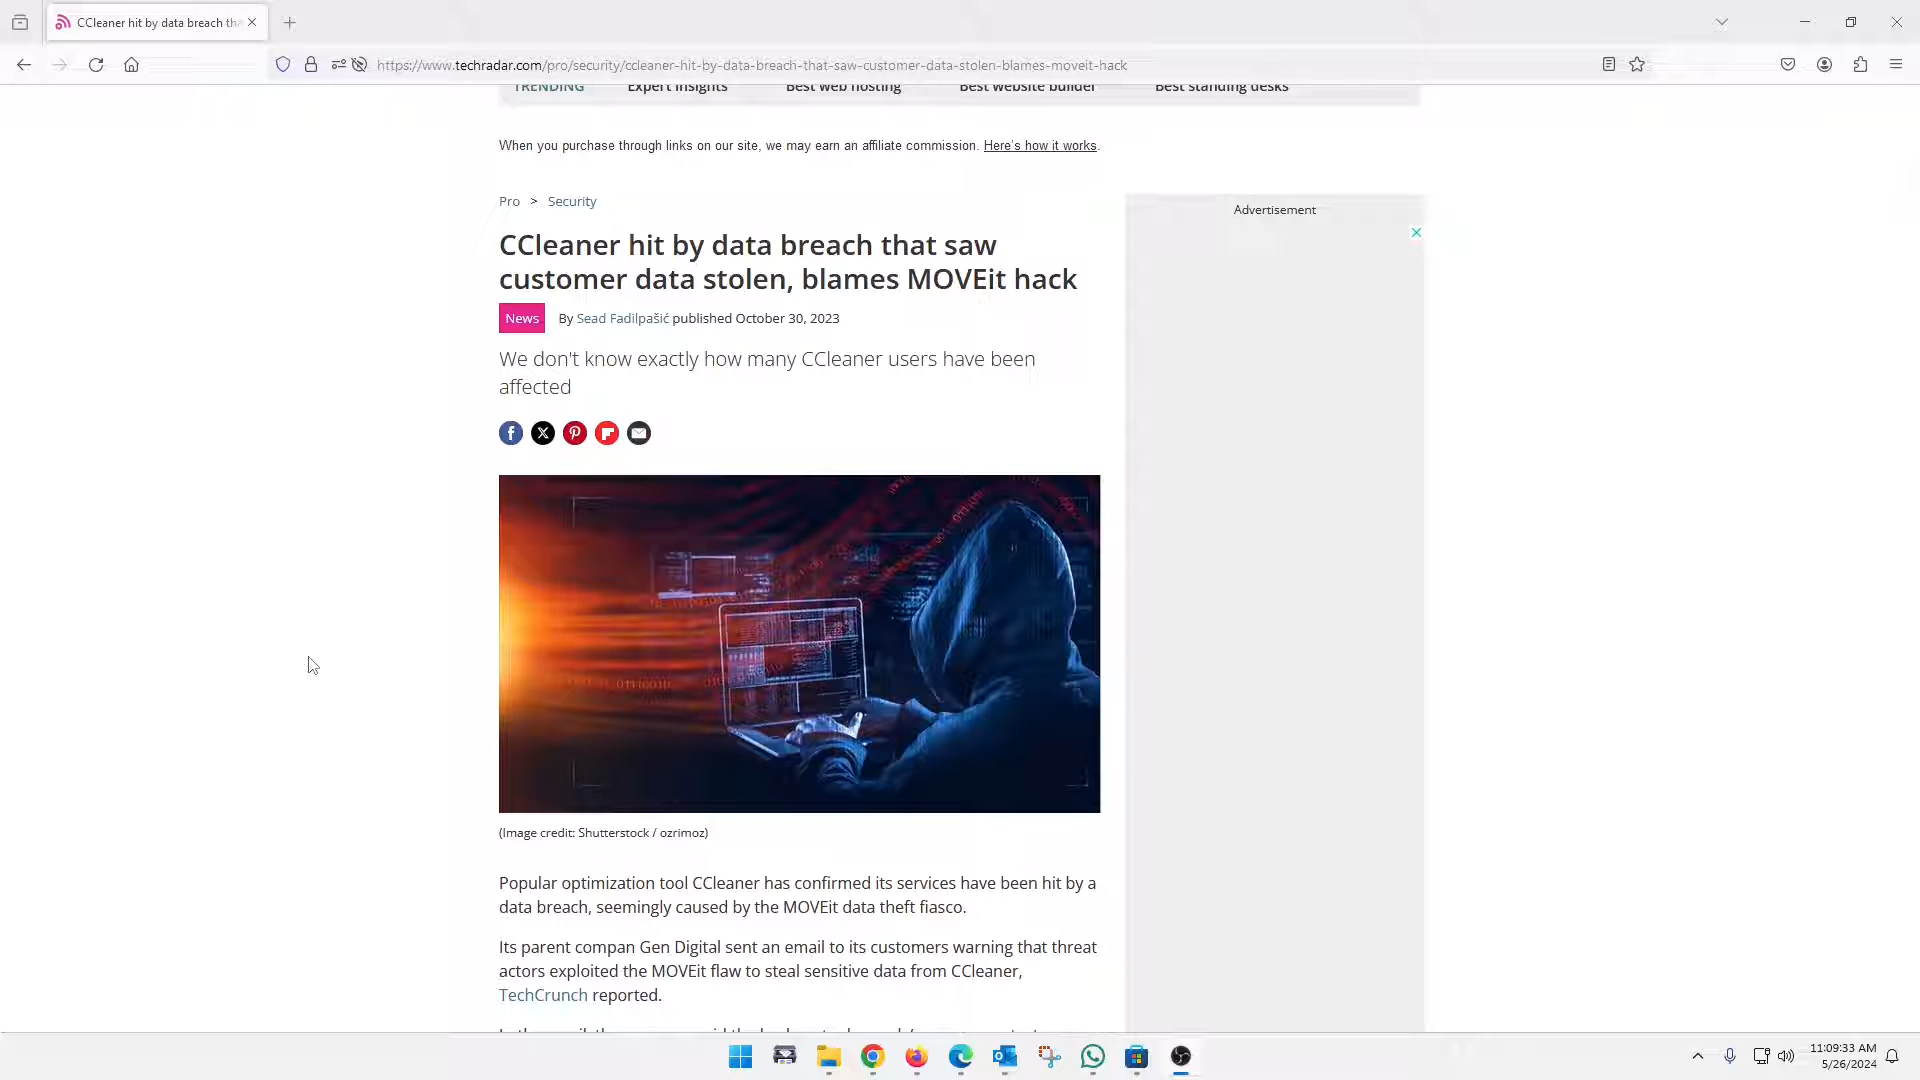 CCleaner hit by data breach tha
https://www.techradar.com/pro/security/ccleaner-hit-by-data-breach-that-saw-customer-data-stolen-blames-moveit-hack
TRENDING Expert Insights Best web hosting Best website builder Best standing desks
When you purchase through links on our site, we may earn an affiliate commission. Here's how it works.
Pro > Security
Advertisement
CCleaner hit by data breach that saw
customer data stolen, blames MOVEit hack
News By Sead Fadilpašić published October 30, 2023
We don't know exactly how many CCleaner users have been
affected
(Image credit: Shutterstock / ozrimoz)
Popular optimization tool CCleaner has confirmed its services have been hit by a
data breach, seemingly caused by the MOVEit data theft fiasco.
Its parent compan Gen Digital sent an email to its customers warning that threat
actors exploited the MOVEit flaw to steal sensitive data from CCleaner,
TechCrunch reported.
11:09:33 AM
5/26/2024